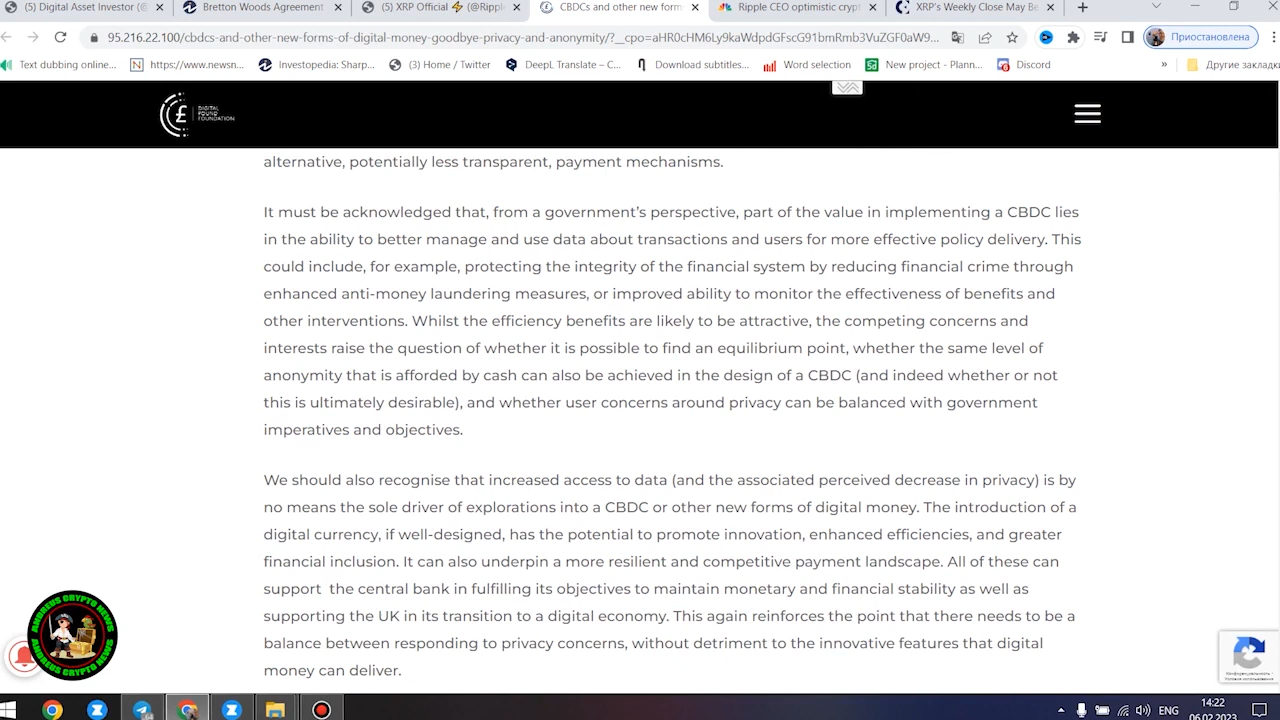 (5) Digital Asset Investor (@
Bretton Woods Agreement
(5) XRP Official ⚡ (@Ripple
CBDCs and other new form
Ripple CEO optimistic crypt
XRP's Weekly Close May Be
95.216.22.100/cbdcs-and-other-new-forms-of-digital-money-goodbye-privacy-and-anonymity/?__cpo=aHR0cHM6Ly9kaWdpdGFscG91bmRmb3VuZGF0aW9...
Приостановлена
Text dubbing online...
https://www.newsn...
Investopedia: Sharp...
(3) Home / Twitter
DeepL Translate – C...
Download subtitles...
Word selection
New project - Plann...
Discord
»
Другие закладки
DIGITAL
POUND
FOUNDATION
alternative, potentially less transparent, payment mechanisms.
It must be acknowledged that, from a government's perspective, part of the value in implementing a CBDC lies
in the ability to better manage and use data about transactions and users for more effective policy delivery. This
could include, for example, protecting the integrity of the financial system by reducing financial crime through
enhanced anti-money laundering measures, or improved ability to monitor the effectiveness of benefits and
other interventions. Whilst the efficiency benefits are likely to be attractive, the competing concerns and
interests raise the question of whether it is possible to find an equilibrium point, whether the same level of
anonymity that is afforded by cash can also be achieved in the design of a CBDC (and indeed whether or not
this is ultimately desirable), and whether user concerns around privacy can be balanced with government
imperatives and objectives.
We should also recognise that increased access to data (and the associated perceived decrease in privacy) is by
no means the sole driver of explorations into a CBDC or other new forms of digital money. The introduction of a
digital currency, if well-designed, has the potential to promote innovation, enhanced efficiencies, and greater
financial inclusion. It can also underpin a more resilient and competitive payment landscape. All of these can
support the central bank in fulfilling its objectives to maintain monetary and financial stability as well as
supporting the UK in its transition to a digital economy. This again reinforces the point that there needs to be a
balance between responding to privacy concerns, without detriment to the innovative features that digital
money can deliver.
ANDREUS CRYPTO NEWS
ANDREUS CRYPTO NEWS
Конфиденциальность -
Условия использования
ENG
14:22
06.02.2023